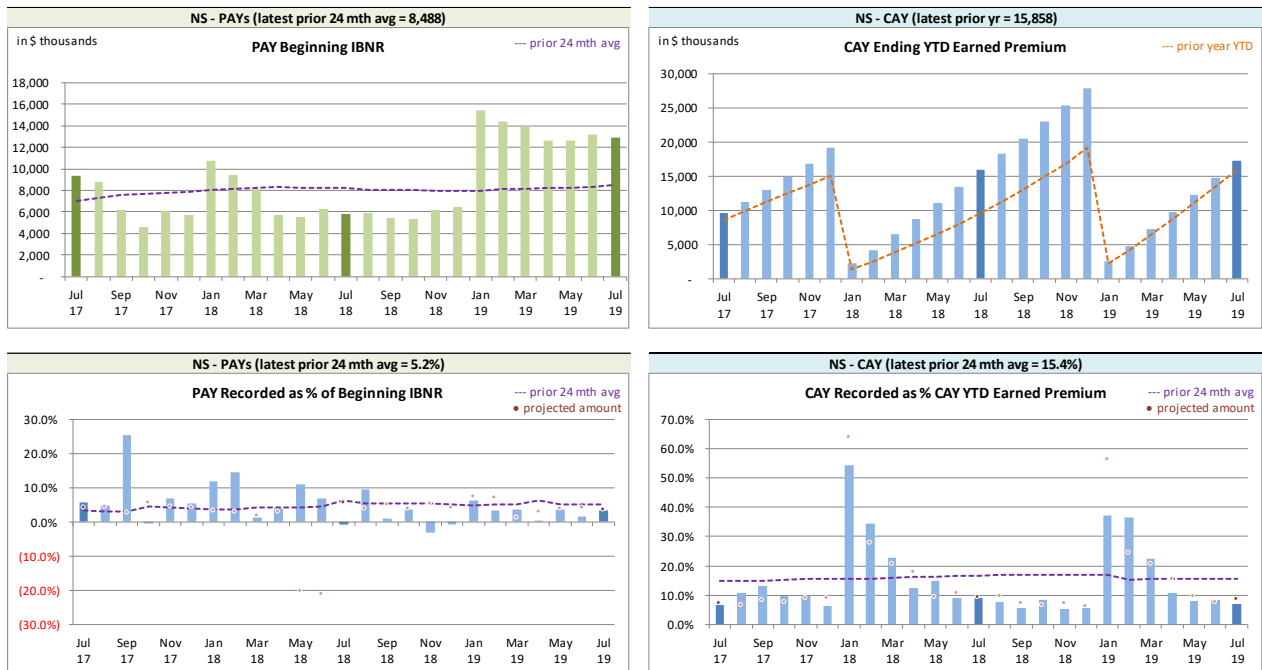 NS - PAYs (latest prior 24 mth avg = 8,488)
in $ thousands
PAY Beginning IBNR
--- prior 24 mth avg
18,000
16,000
14,000
12,000
10,000
8,000
6,000
4,000
2,000
-
Jul Sep Nov Jan Mar May Jul Sep Nov Jan Mar May Jul
17 17 17 18 18 18 18 18 18 19 19 19 19
NS - CAY (latest prior yr = 15,858)
in $ thousands
CAY Ending YTD Earned Premium
--- prior year YTD
30,000
25,000
20,000
15,000
10,000
5,000
-
Jul Sep Nov Jan Mar May Jul Sep Nov Jan Mar May Jul
17 17 17 18 18 18 18 18 18 19 19 19 19
NS - PAYs (latest prior 24 mth avg = 5.2%)
PAY Recorded as % of Beginning IBNR
--- prior 24 mth avg
• projected amount
30.0%
20.0%
10.0%
0.0%
(10.0%)
(20.0%)
(30.0%)
Jul Sep Nov Jan Mar May Jul Sep Nov Jan Mar May Jul
17 17 17 18 18 18 18 18 18 19 19 19 19
NS - CAY (latest prior 24 mth avg = 15.4%)
CAY Recorded as % CAY YTD Earned Premium
--- prior 24 mth avg
• projected amount
70.0%
60.0%
50.0%
40.0%
30.0%
20.0%
10.0%
0.0%
Jul Sep Nov Jan Mar May Jul Sep Nov Jan Mar May Jul
17 17 17 18 18 18 18 18 18 19 19 19 19